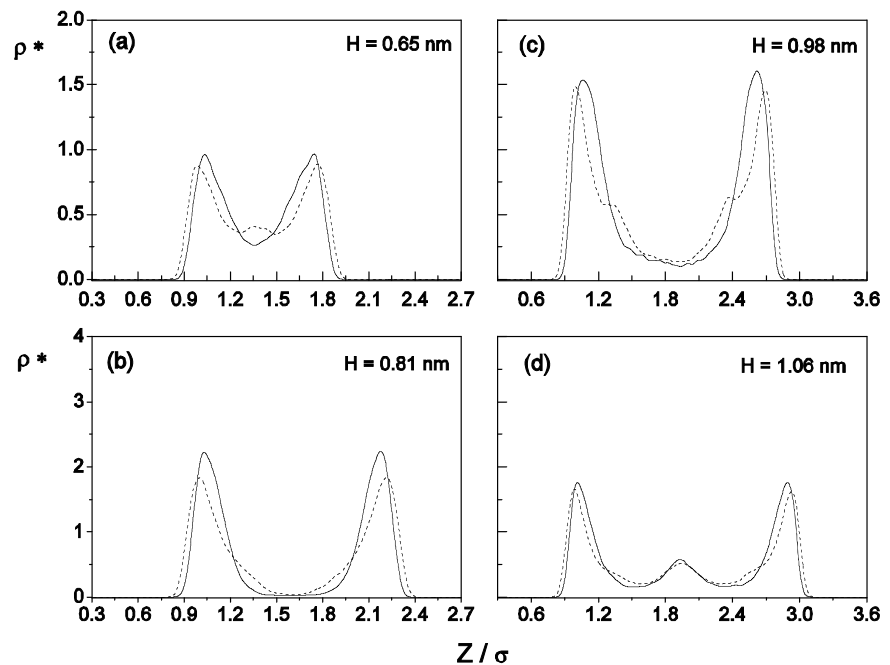 ρ *
2.0
1.5
1.0
0.5
0.0
(a)
H = 0.65 nm
0.3 0.6 0.9 1.2 1.5 1.8 2.1 2.4 2.7
(c)
H = 0.98 nm
0.6 1.2 1.8 2.4 3.0 3.6
ρ *
4
3
2
1
0
(b)
H = 0.81 nm
0.3 0.6 0.9 1.2 1.5 1.8 2.1 2.4 2.7
(d)
H = 1.06 nm
0.6 1.2 1.8 2.4 3.0 3.6
Z / σ